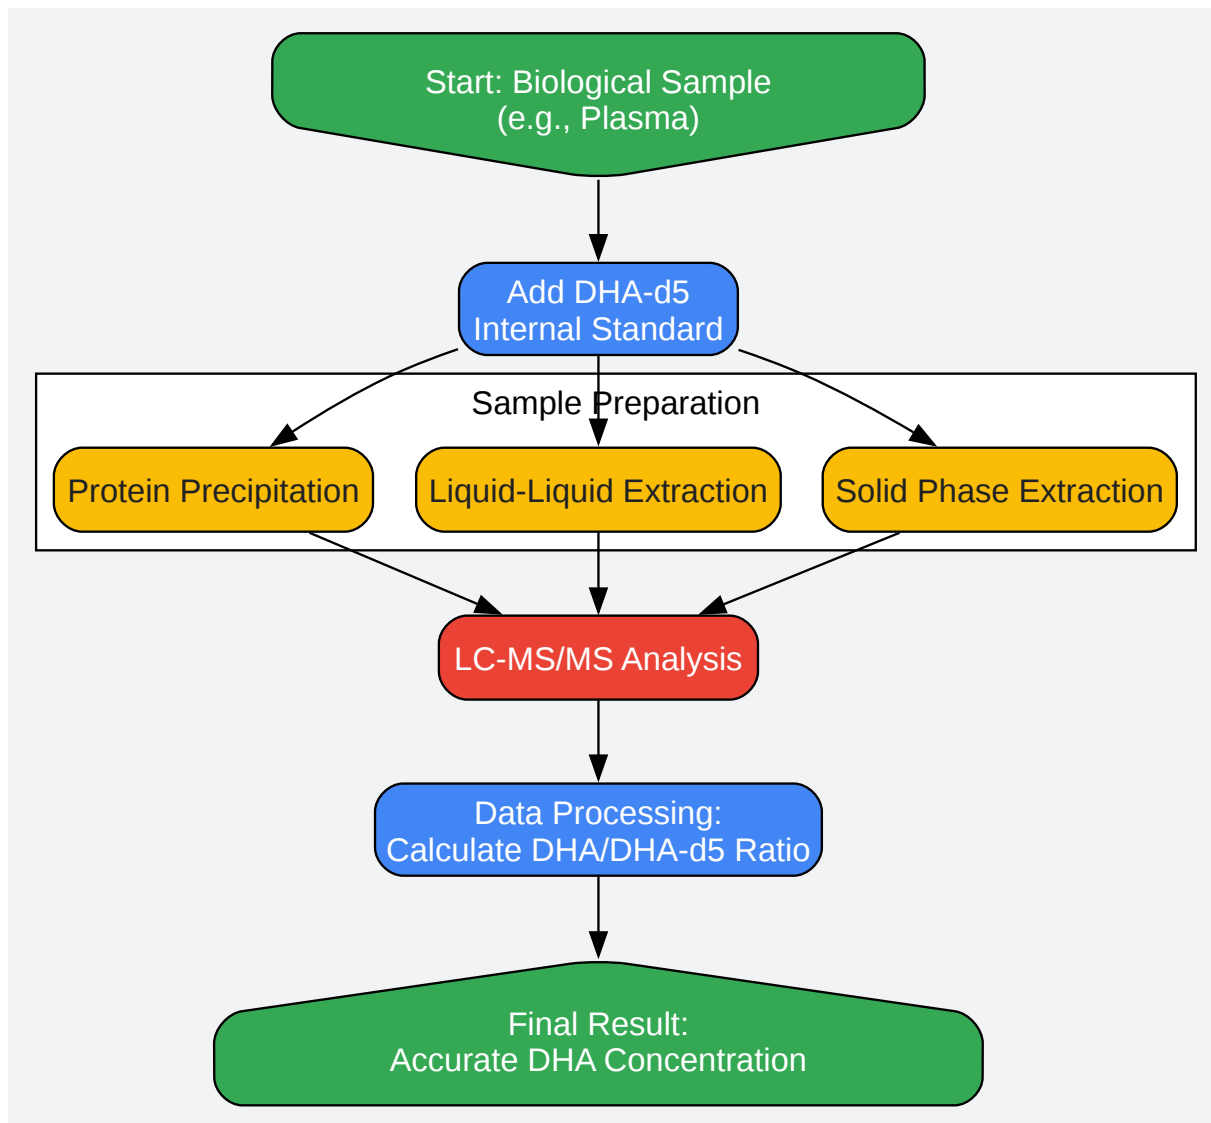 Start: Biological Sample
(e.g., Plasma)
Add DHA-d5
Internal Standard
Sample Preparation
Protein Precipitation
Liquid-Liquid Extraction
Solid Phase Extraction
LC-MS/MS Analysis
Data Processing:
Calculate DHA/DHA-d5 Ratio
Final Result:
Accurate DHA Concentration